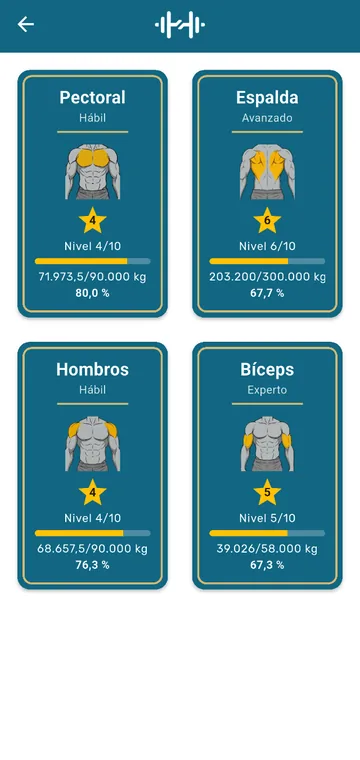 Pectoral
Hábil
4
Nivel 4/10
71.973,5/90.000 kg
80,0 %
Espalda
Avanzado
6
Nivel 6/10
203.200/300.000 kg
67,7 %
Hombros
Hábil
4
Nivel 4/10
68.657,5/90.000 kg
76,3 %
Bíceps
Experto
5
Nivel 5/10
39.026/58.000 kg
67,3 %